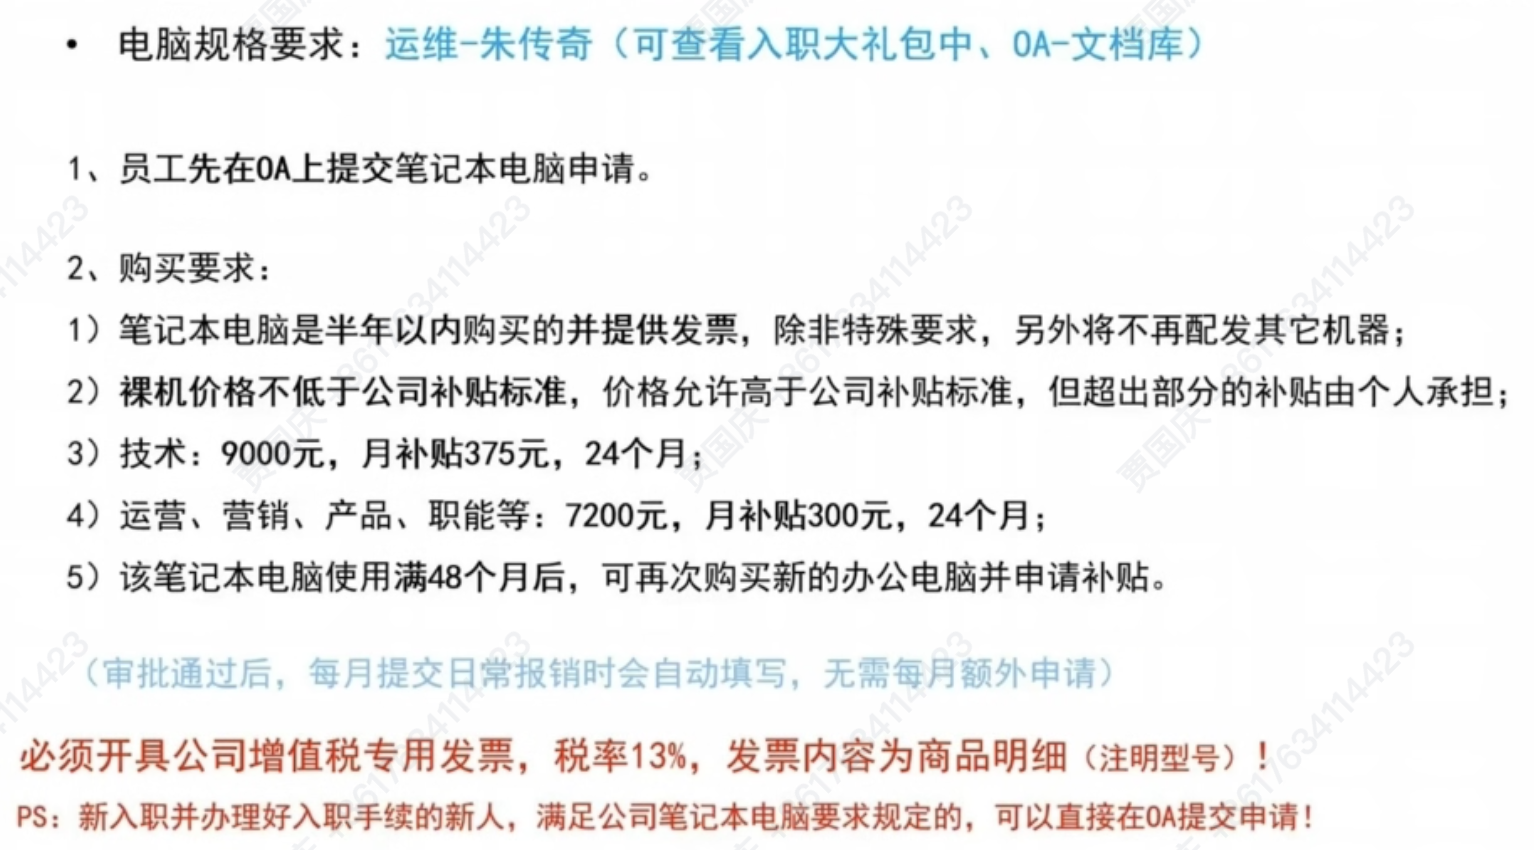 • 电脑规格要求：运维-朱传奇（可查看入职大礼包中、OA-文档库）
1、员工先在OA上提交笔记本电脑申请。
2、购买要求：
1）笔记本电脑是半年以内购买的并提供发票，除非特殊要求，另外将不再配发其它机器；
2）裸机价格不低于公司补贴标准，价格允许高于公司补贴标准，但超出部分的补贴由个人承担；
3）技术：9000元，月补贴375元，24个月；
4）运营、营销、产品、职能等：7200元，月补贴300元，24个月；
5）该笔记本电脑使用满48个月后，可再次购买新的办公电脑并申请补贴。
（审批通过后，每月提交日常报销时会自动填写，无需每月额外申请）
必须开具公司增值税专用发票，税率13%，发票内容为商品明细（注明型号）！
PS：新入职并办理好入职手续的新人，满足公司笔记本电脑要求规定的，可以直接在OA提交申请！